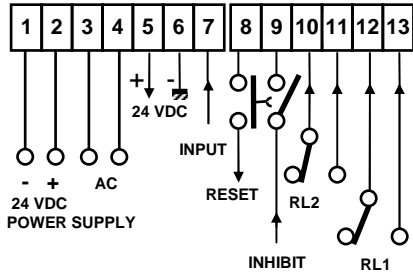 1 2 3 4 5 6 7 8 9 10 11 12 13
+ -
24 VDC
INPUT
- + AC
24 VDC
POWER SUPPLY
RESET
RL2
INHIBIT
RL1